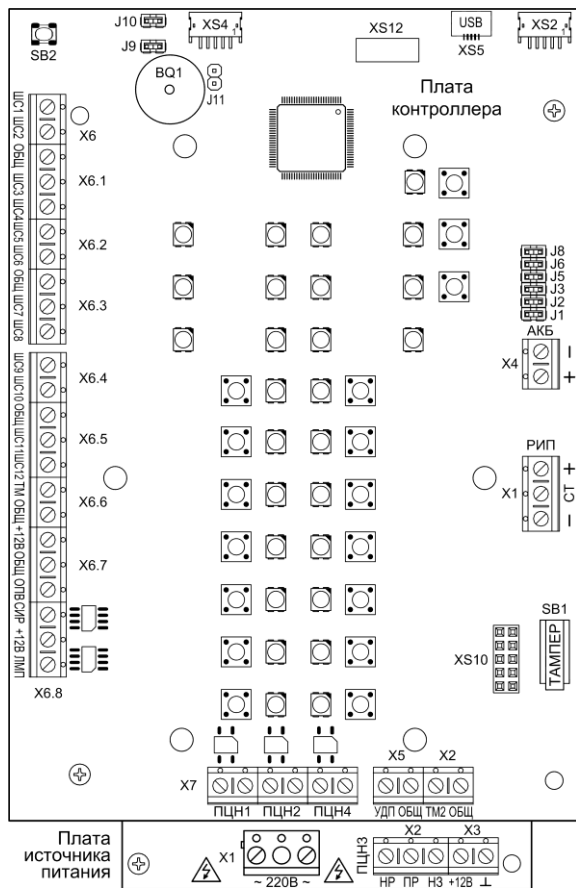 J10
XS4
1
XS12
USB
XS2
1
SB2
J9
XS5
BQ1
J11
Плата
контроллера
ШС1
ШС2
ОБЩ
ШС3
ШС4
ШС5
ШС6
ОБЩ
ШС7
ШС8
X6
X6.1
X6.2
X6.3
J8
J6
J5
J3
J2
J1
АКБ
X4
–
+
ШС9
ШС10
ОБЩ
ШС11
ШС12
ТМ
ОБЩ
+12В
ОБЩ
ОПВ
СИР
+12В
ЛМП
X6.4
X6.5
X6.6
X6.7
X6.8
РИП
X1
+
СТ
–
SB1
ТАМПЕР
XS10
X7
ПЦН1
ПЦН2
ПЦН4
X5
X2
УДП
ОБЩ
ТМ2
ОБЩ
Плата
источника
питания
X1
~ 220В ~
ПЦН3
X2
X3
НР
ПР
НЗ
+12В
⊥